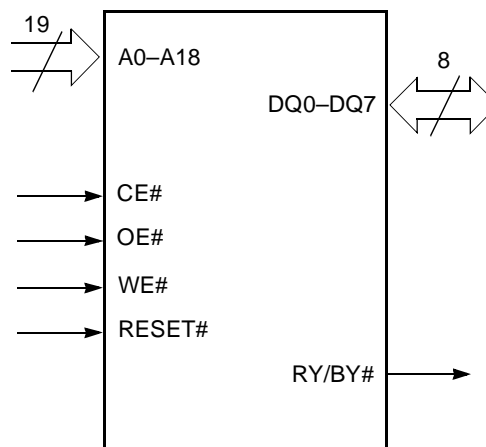 19
A0–A18
8
DQ0–DQ7
CE#
OE#
WE#
RESET#
RY/BY#